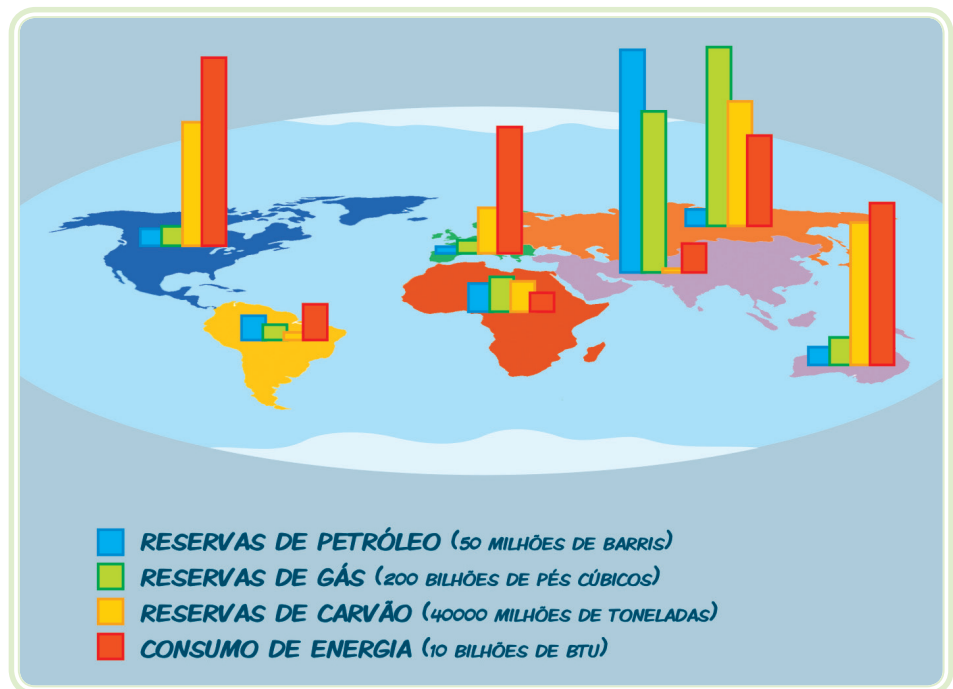 RESERVAS DE PETRÓLEO (50 MILHÕES DE BARRIS)
RESERVAS DE GÁS (200 BILHÕES DE PÉS CÚBICOS)
RESERVAS DE CARVÃO (40000 MILHÕES DE TONELADAS)
CONSUMO DE ENERGIA (10 BILHÕES DE BTU)